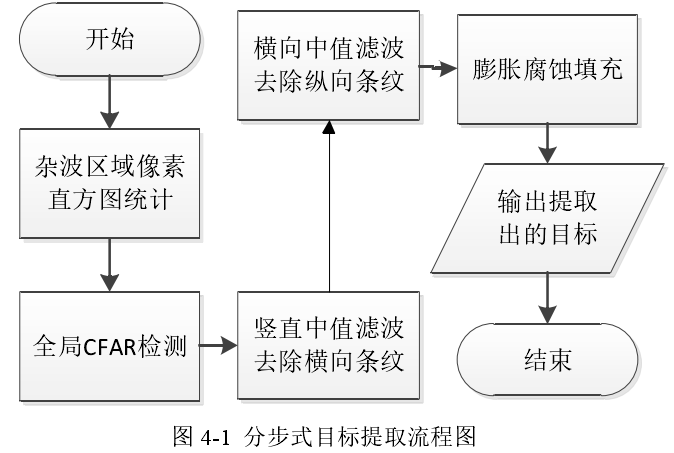 开始
杂波区域像素
直方图统计
全局CFAR检测
竖直中值滤波
去除横向条纹
横向中值滤波
去除纵向条纹
膨胀腐蚀填充
输出提取
出的目标
结束
图 4-1 分步式目标提取流程图